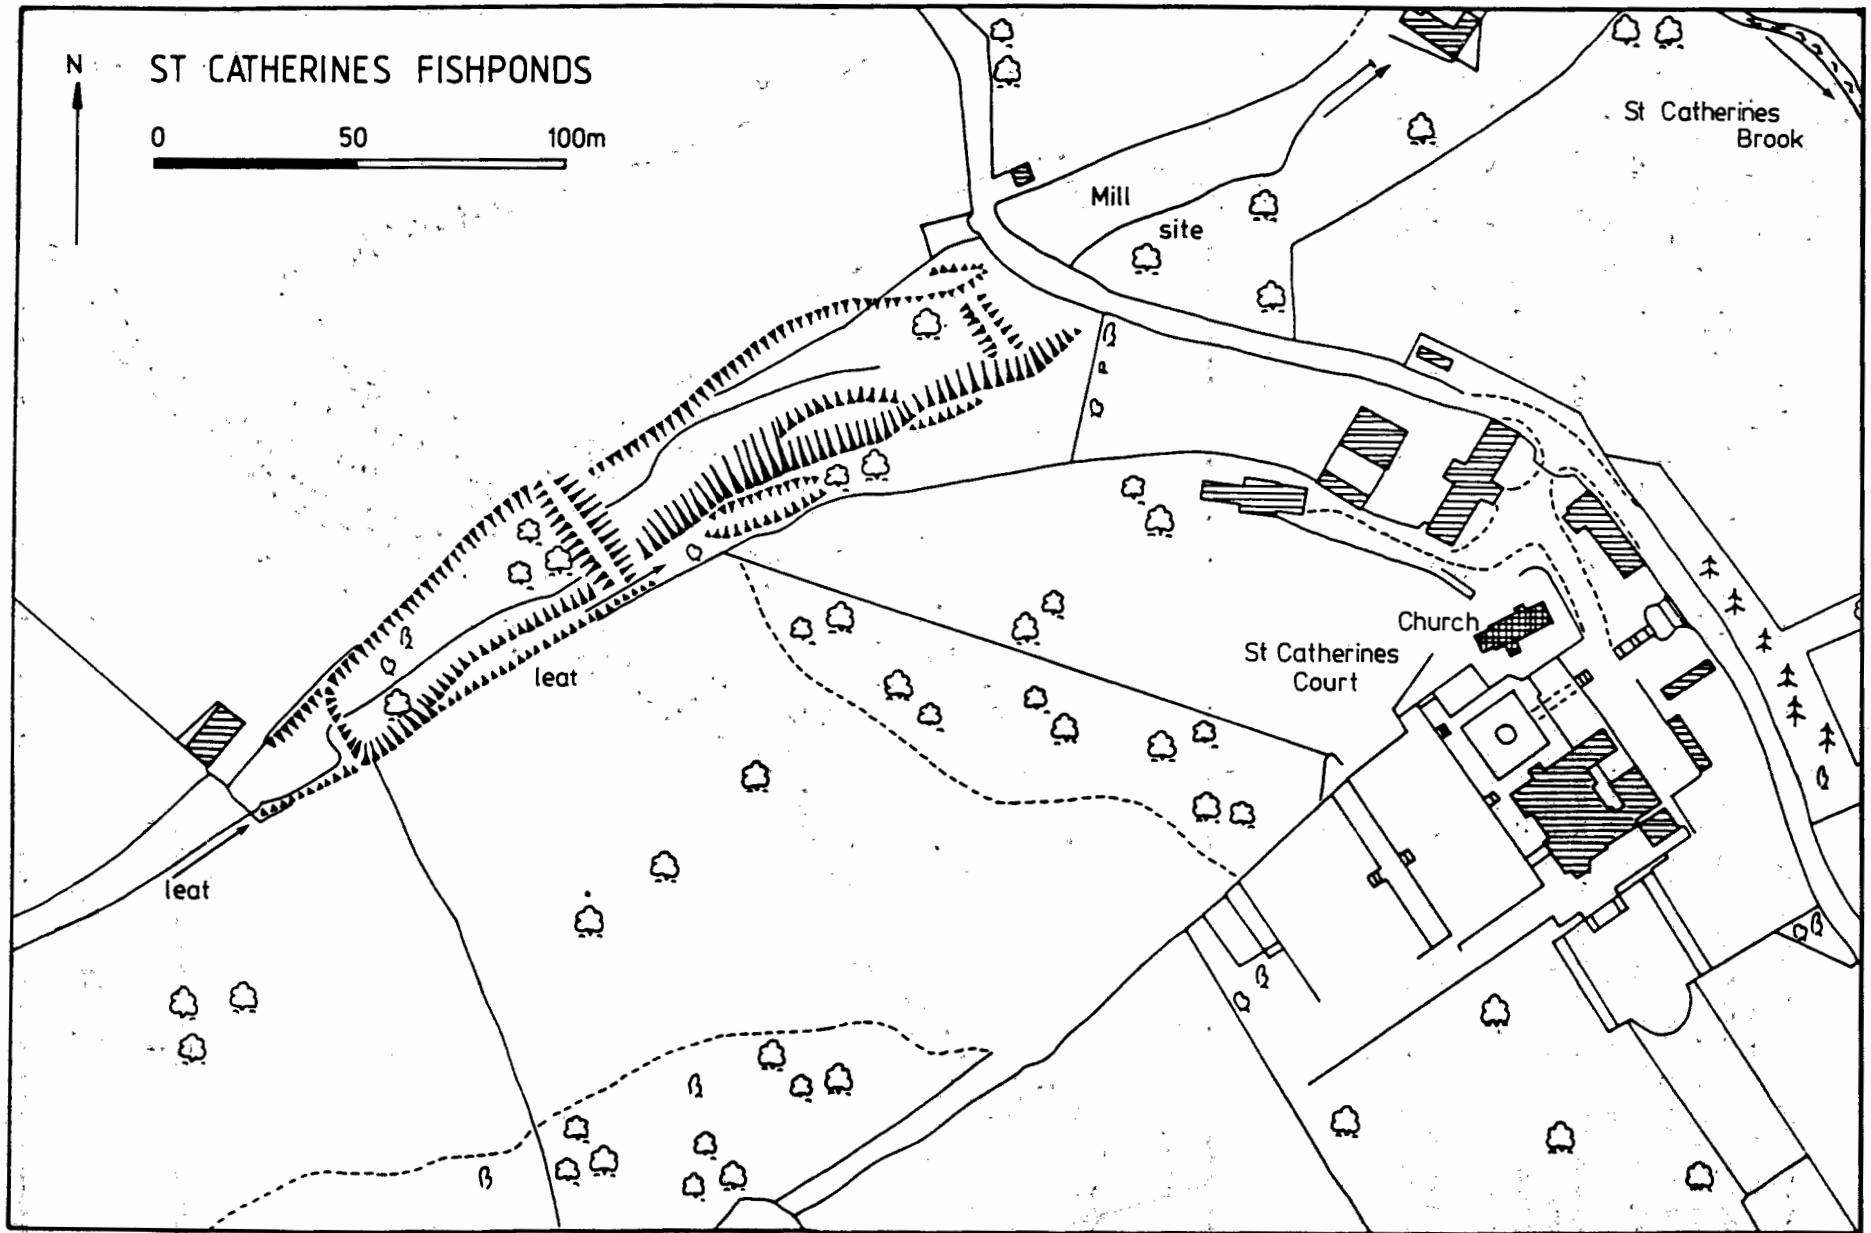 N
ST CATHERINES FISHPONDS
0 50 100m
St Catherines
Brook
Mill
site
leat
Church
St Catherines
Court
leat